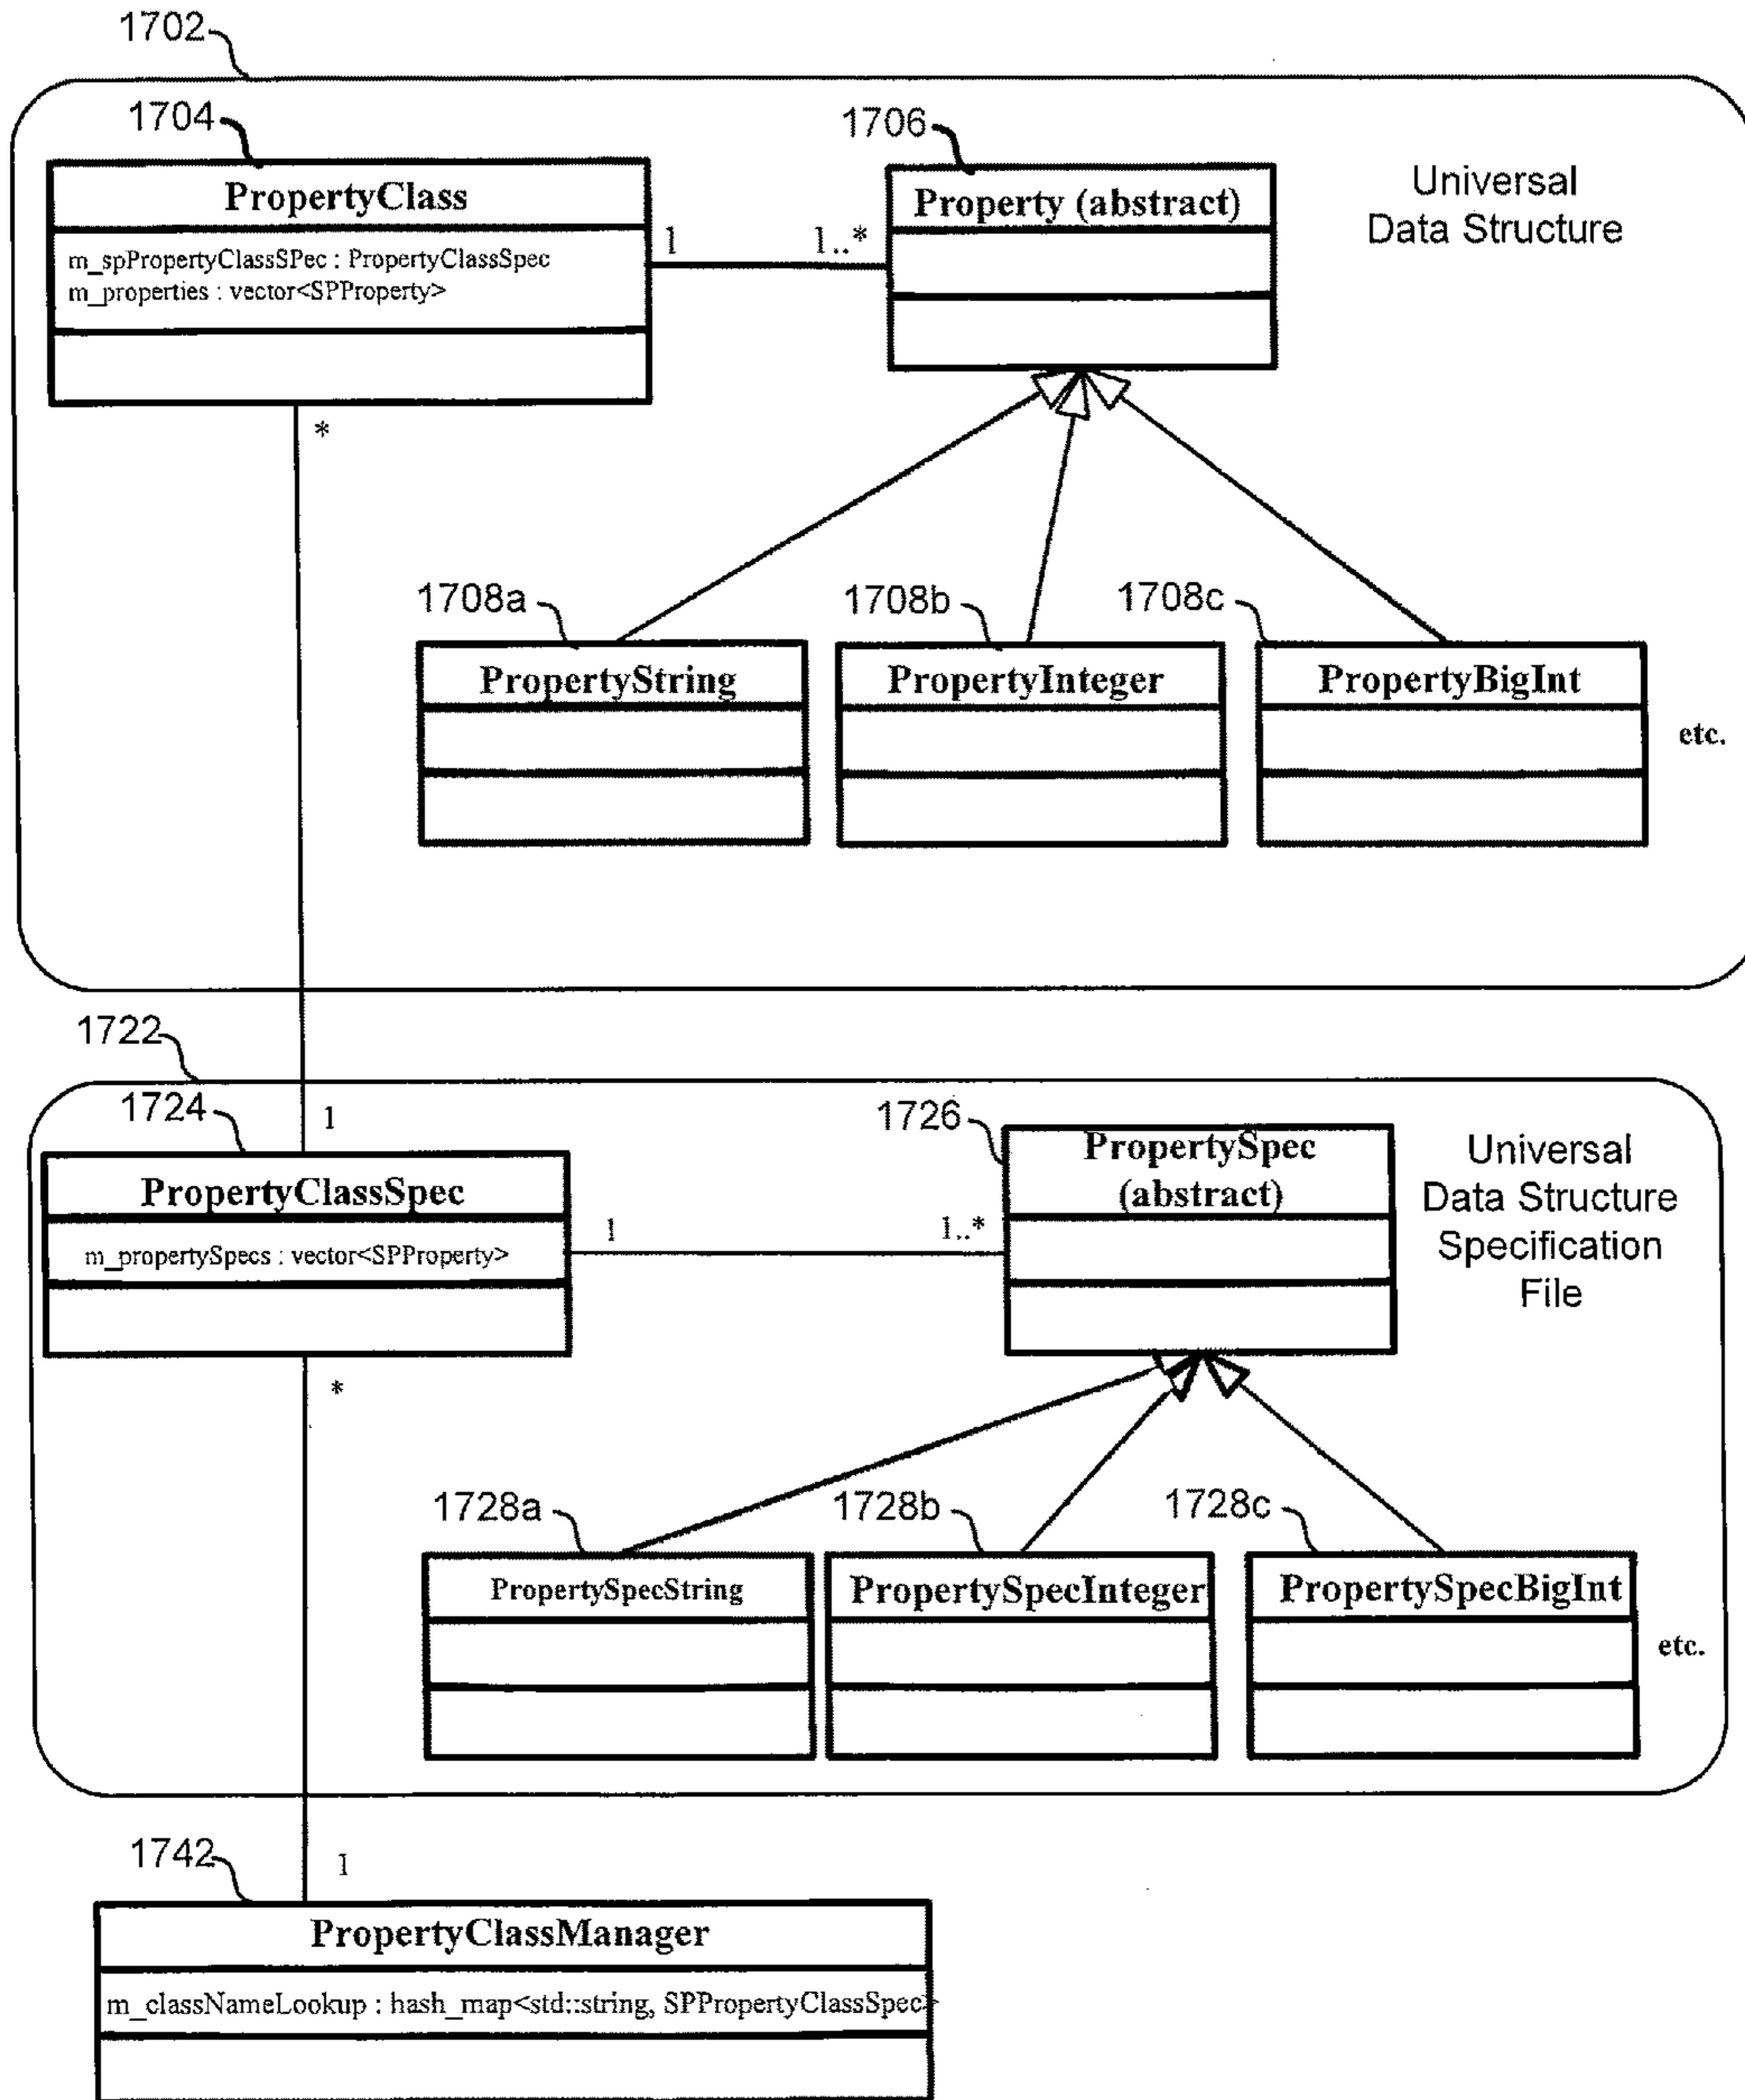 1702
1704
1706
PropertyClass
m_spPropertyClassSPec : PropertyClassSpec
m_properties : vector<SPProperty>
1
1..*
Property (abstract)
Universal
Data Structure
*
1708a
1708b
1708c
PropertyString
PropertyInteger
PropertyBigInt
etc.
1722
1724
1
1726
PropertyClassSpec
m_propertySpecs : vector<SPProperty>
1
1..*
PropertySpec
(abstract)
Universal
Data Structure
Specification
File
*
1728a
1728b
1728c
PropertySpecString
PropertySpecInteger
PropertySpecBigInt
etc.
1742
1
PropertyClassManager
m_classNameLookup : hash_map<std::string, SPPropertyClassSpec>